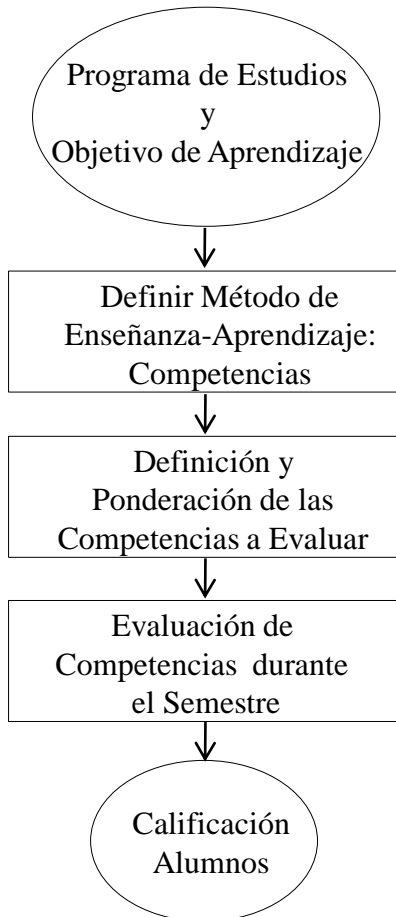 Programa de Estudios
y
Objetivo de Aprendizaje
Definir Método de
Enseñanza-Aprendizaje:
Competencias
Definición y
Ponderación de las
Competencias a Evaluar
Evaluación de
Competencias durante
el Semestre
Calificación
Alumnos